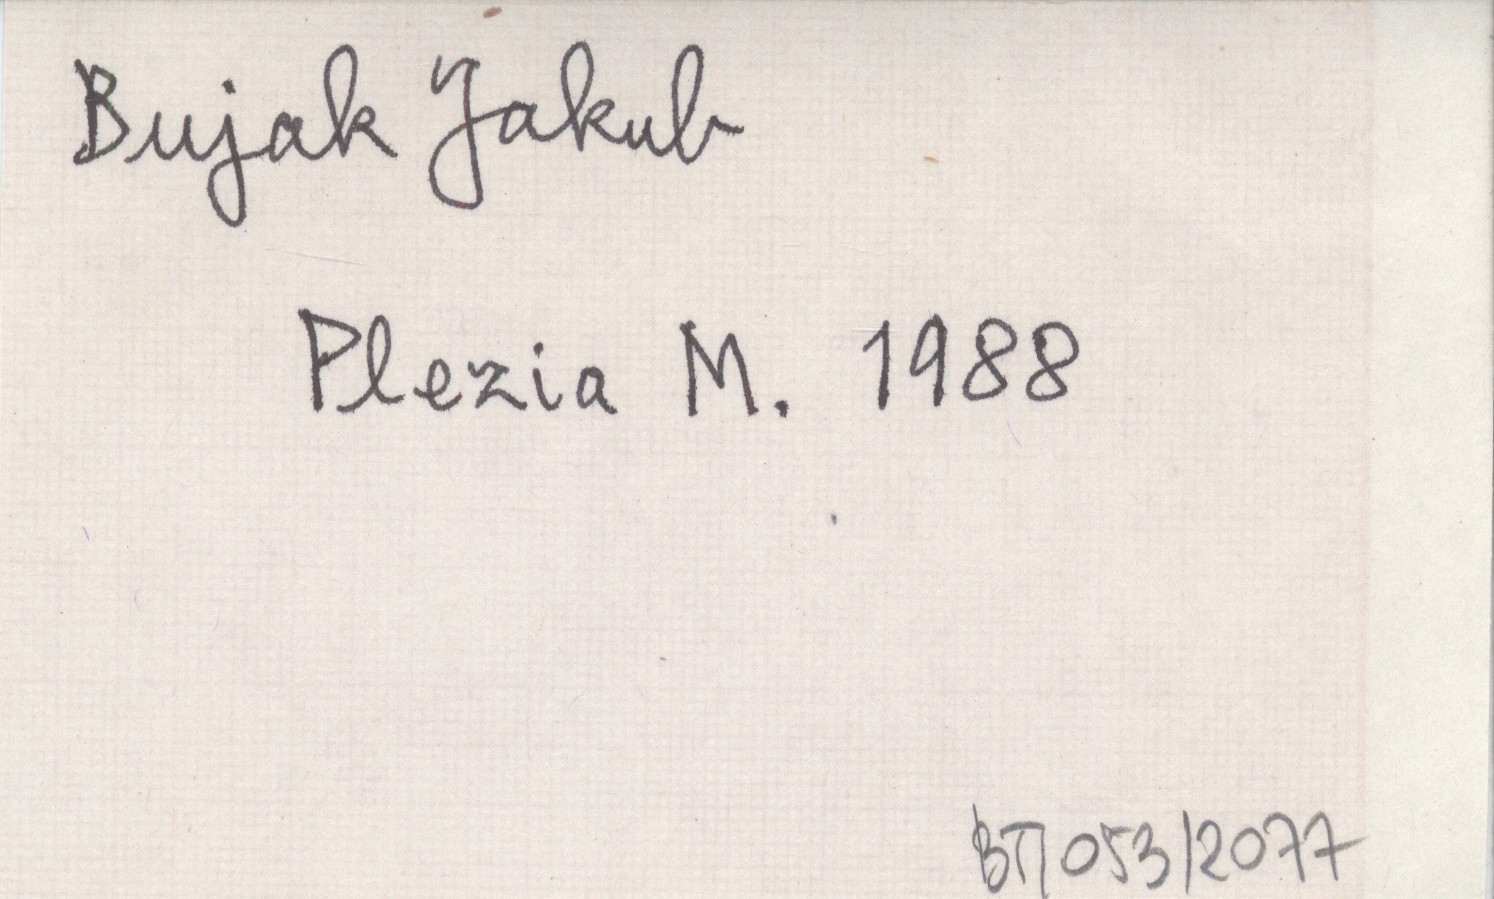 Bujak Jakub
Plezia M. 1988
BT/053/2077